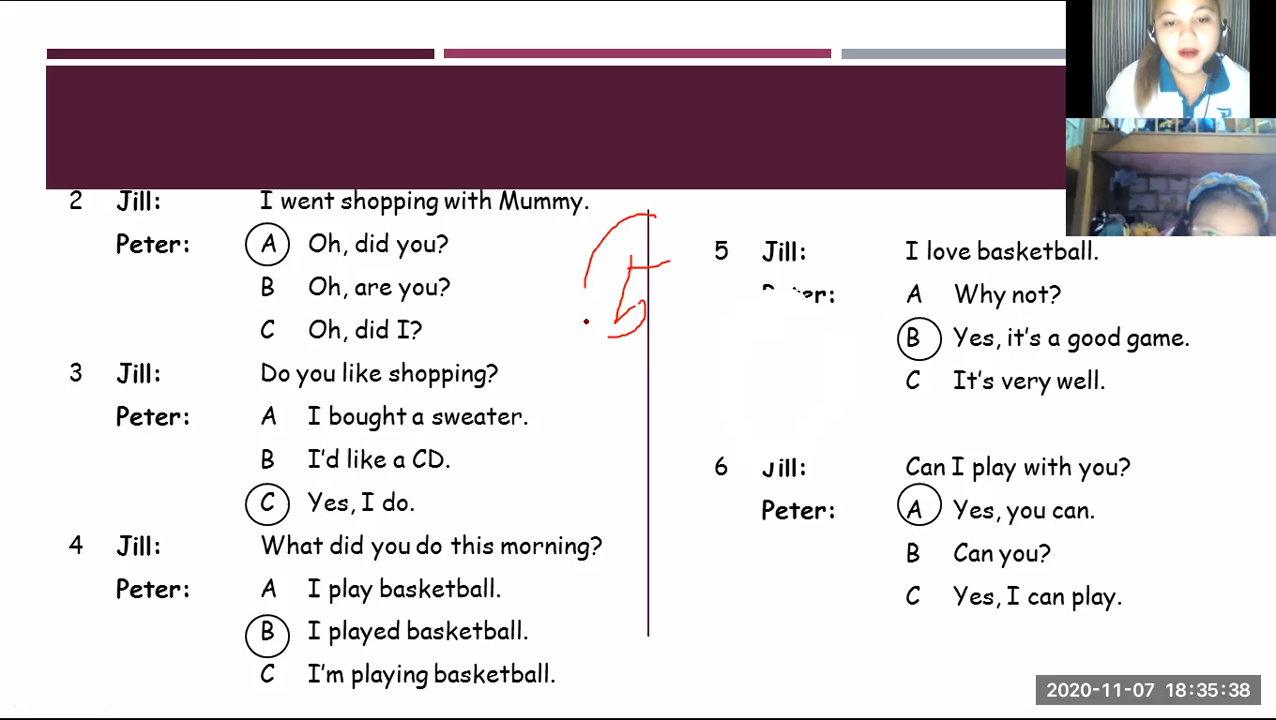 2 Jill: I went shopping with Mummy.
Peter: A Oh, did you?
B Oh, are you?
C Oh, did I?
3 Jill: Do you like shopping?
Peter: A I bought a sweater.
B I'd like a CD.
C Yes, I do.
4 Jill: What did you do this morning?
Peter: A I play basketball.
B I played basketball.
C I'm playing basketball.
5
5 Jill: I love basketball.
A Why not?
B Yes, it's a good game.
C It's very well.
6 Jill: Can I play with you?
Peter: A Yes, you can.
B Can you?
C Yes, I can play.
2020-11-07 18:35:38